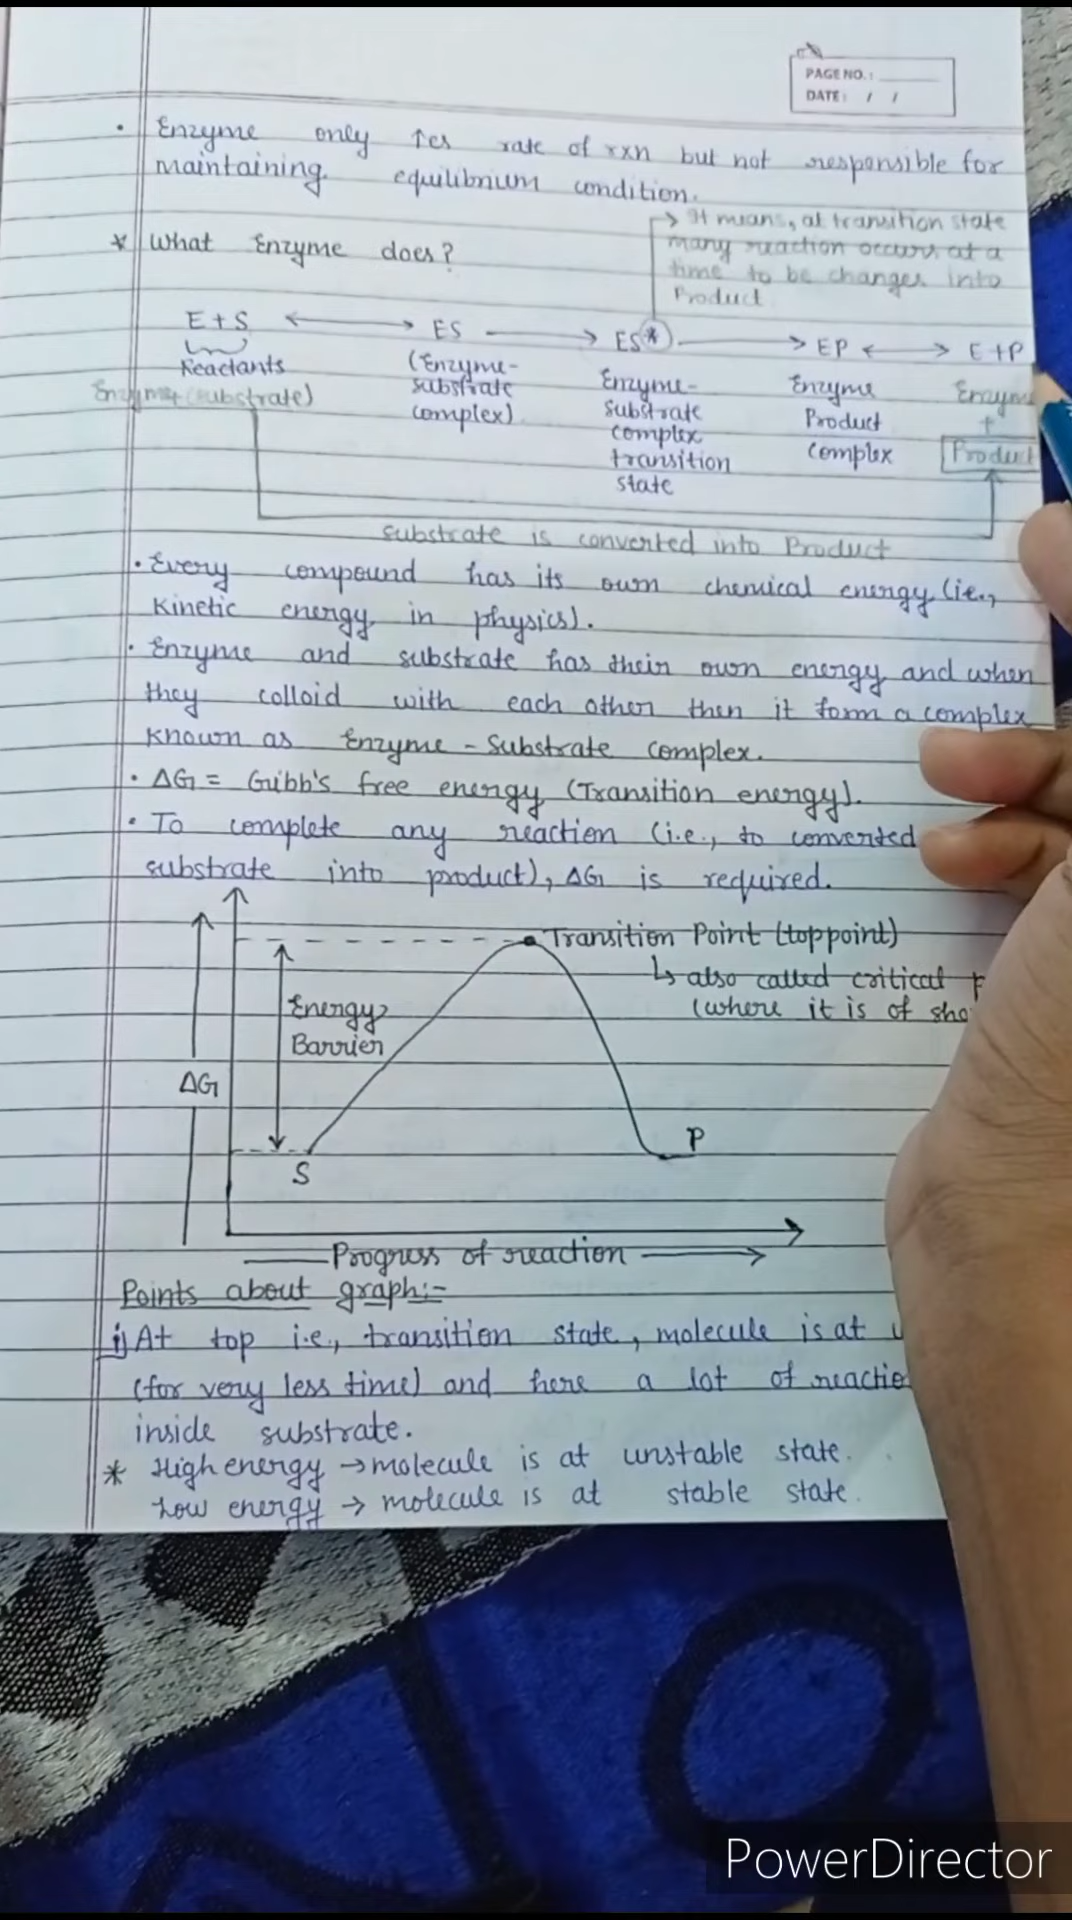 PAGE NO.:
DATE: / /
• Enzyme only ↑es rate of rxn but not responsible for
maintaining equilibrium condition.
→ It means, at transition state
many reaction occurs at a
time to be changes into
Product
* What Enzyme does?
E+S ⟷ ES → ES* → EP ⟷ E+P
Reactants
Enzyme+(substrate)
(Enzyme-
substrate
complex)
Enzyme-
Substrate
complex
transition
state
Enzyme
Product
complex
Enzyme
+
Product
substrate is converted into Product
• Every compound has its own chemical energy (i.e.,
Kinetic energy in physics).
• Enzyme and substrate has their own energy and when
they colloid with each other then it form a complex
known as Enzyme - Substrate complex.
• ΔG = Gibb's free energy (Transition energy).
• To complete any reaction (i.e., to converted
substrate into product), ΔG is required.
Transition Point (top point)
↳ also called critical
(where it is of
Energy
Barrier
ΔG
S
P
Progress of reaction →
Points about graph:-
i) At top i.e., transition state, molecule is at
(for very less time) and here a lot of
inside substrate.
* High energy → molecule is at unstable state.
Low energy → molecule is at stable state.
PowerDirector